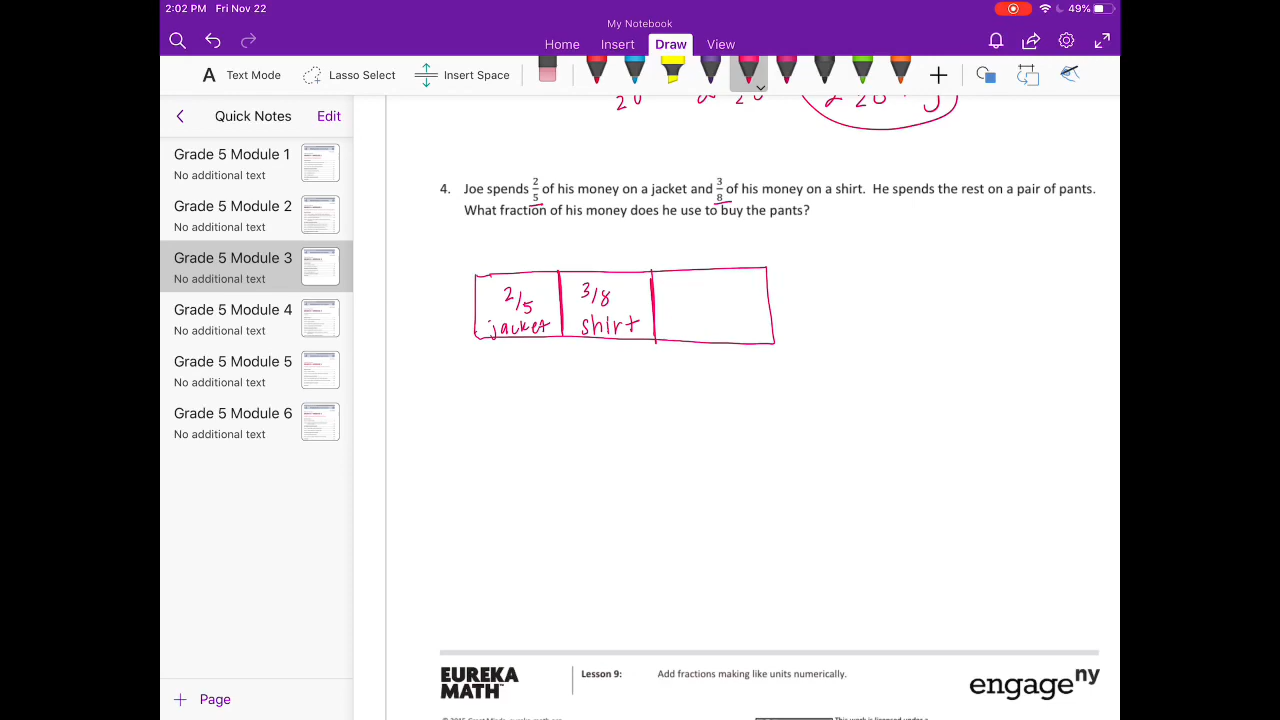 2:02 PM Fri Nov 22
49%
My Notebook
Home Insert Draw View
Text Mode Lasso Select Insert Space
Quick Notes Edit
Grade 5 Module 1
No additional text
Grade 5 Module 2
No additional text
Grade 5 Module 3
No additional text
Grade 5 Module 4
No additional text
Grade 5 Module 5
No additional text
Grade 5 Module 6
No additional text
Page
4. Joe spends 2/5 of his money on a jacket and 3/8 of his money on a shirt. He spends the rest on a pair of pants.
What fraction of his money does he use to buy the pants?
2/5 3/8
jacket shirt
EUREKA
MATH™
Lesson 9: Add fractions making like units numerically.
engageny